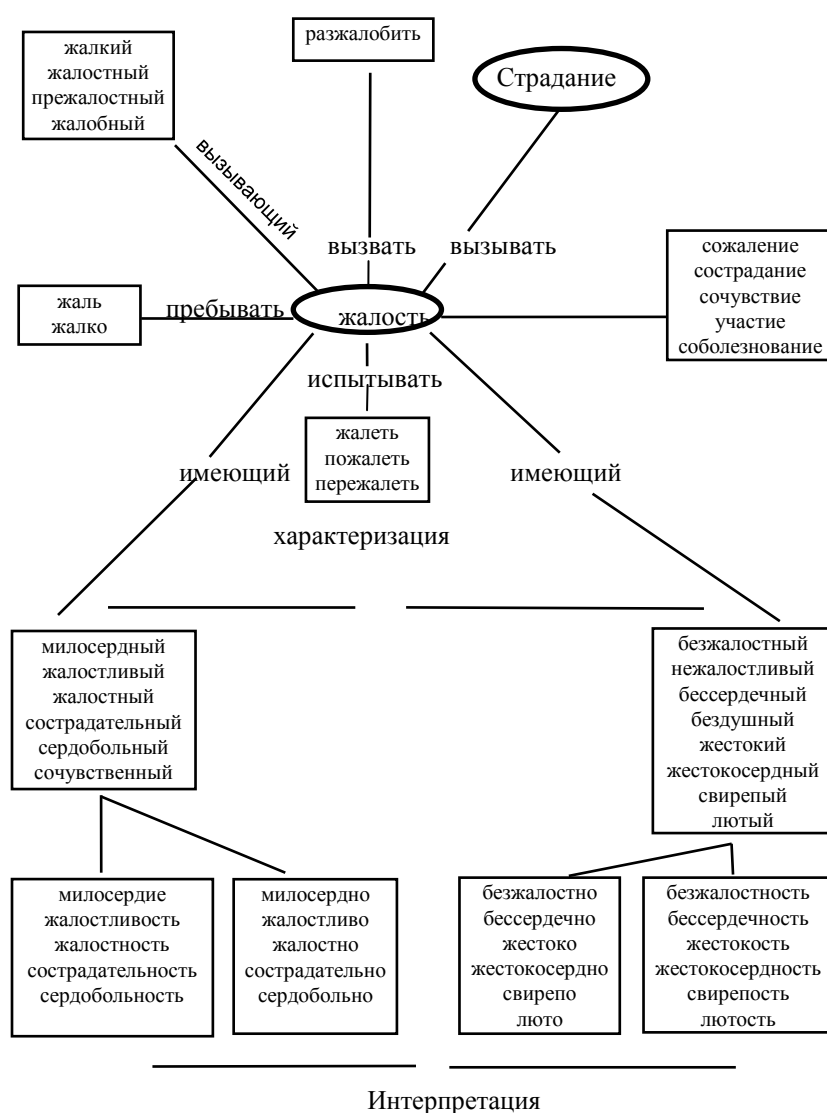 жалкий
жалостный
прежалостный
жалобный
разжалобить
Страдание
вызывающий
вызвать
вызывать
сожаление
сострадание
сочувствие
участие
соболезнование
жаль
жалко
пребывать
жалость
испытывать
жалеть
пожалеть
пережалеть
имеющий
имеющий
характеризация
милосердный
жалостливый
жалостный
сострадательный
сердобольный
сочувственный
безжалостный
нежалостливый
бессердечный
бездушный
жестокий
жестокосердный
свирепый
лютый
милосердие
жалостливость
жалостность
сострадательность
сердобольность
милосердно
жалостливо
жалостно
сострадательно
сердобольно
безжалостно
бессердечно
жестоко
жестокосердно
свирепо
люто
безжалостность
бессердечность
жестокость
жестокосердность
свирепость
лютость
Интерпретация